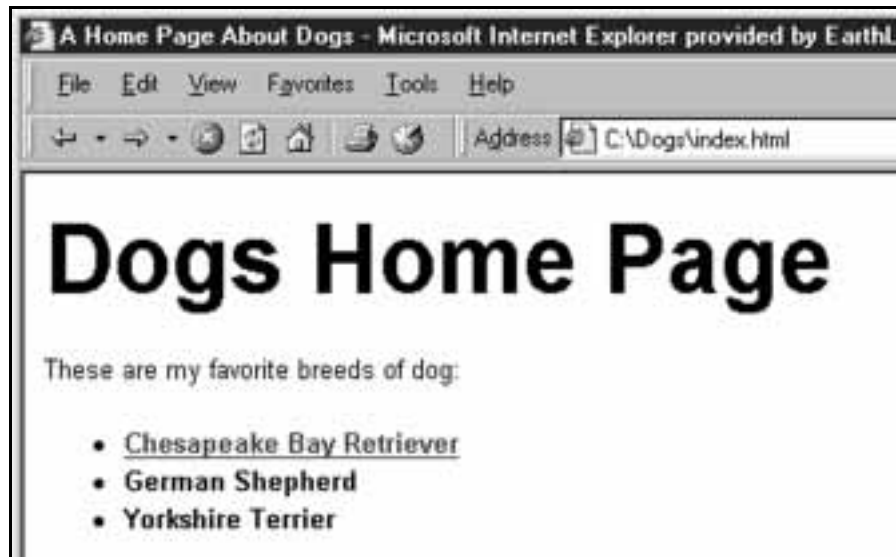 A Home Page About Dogs - Microsoft Internet Explorer provided by EarthL
File Edit View Favorites Tools Help
Address C:\Dogs\index.html
Dogs Home Page
These are my favorite breeds of dog:
• Chesapeake Bay Retriever
• German Shepherd
• Yorkshire Terrier